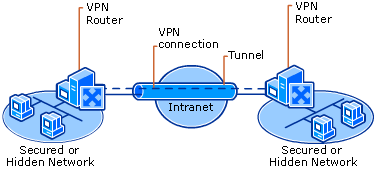 VPN
Router
VPN
connection
Tunnel
VPN
Router
Intranet
Secured or
Hidden Network
Secured or
Hidden Network